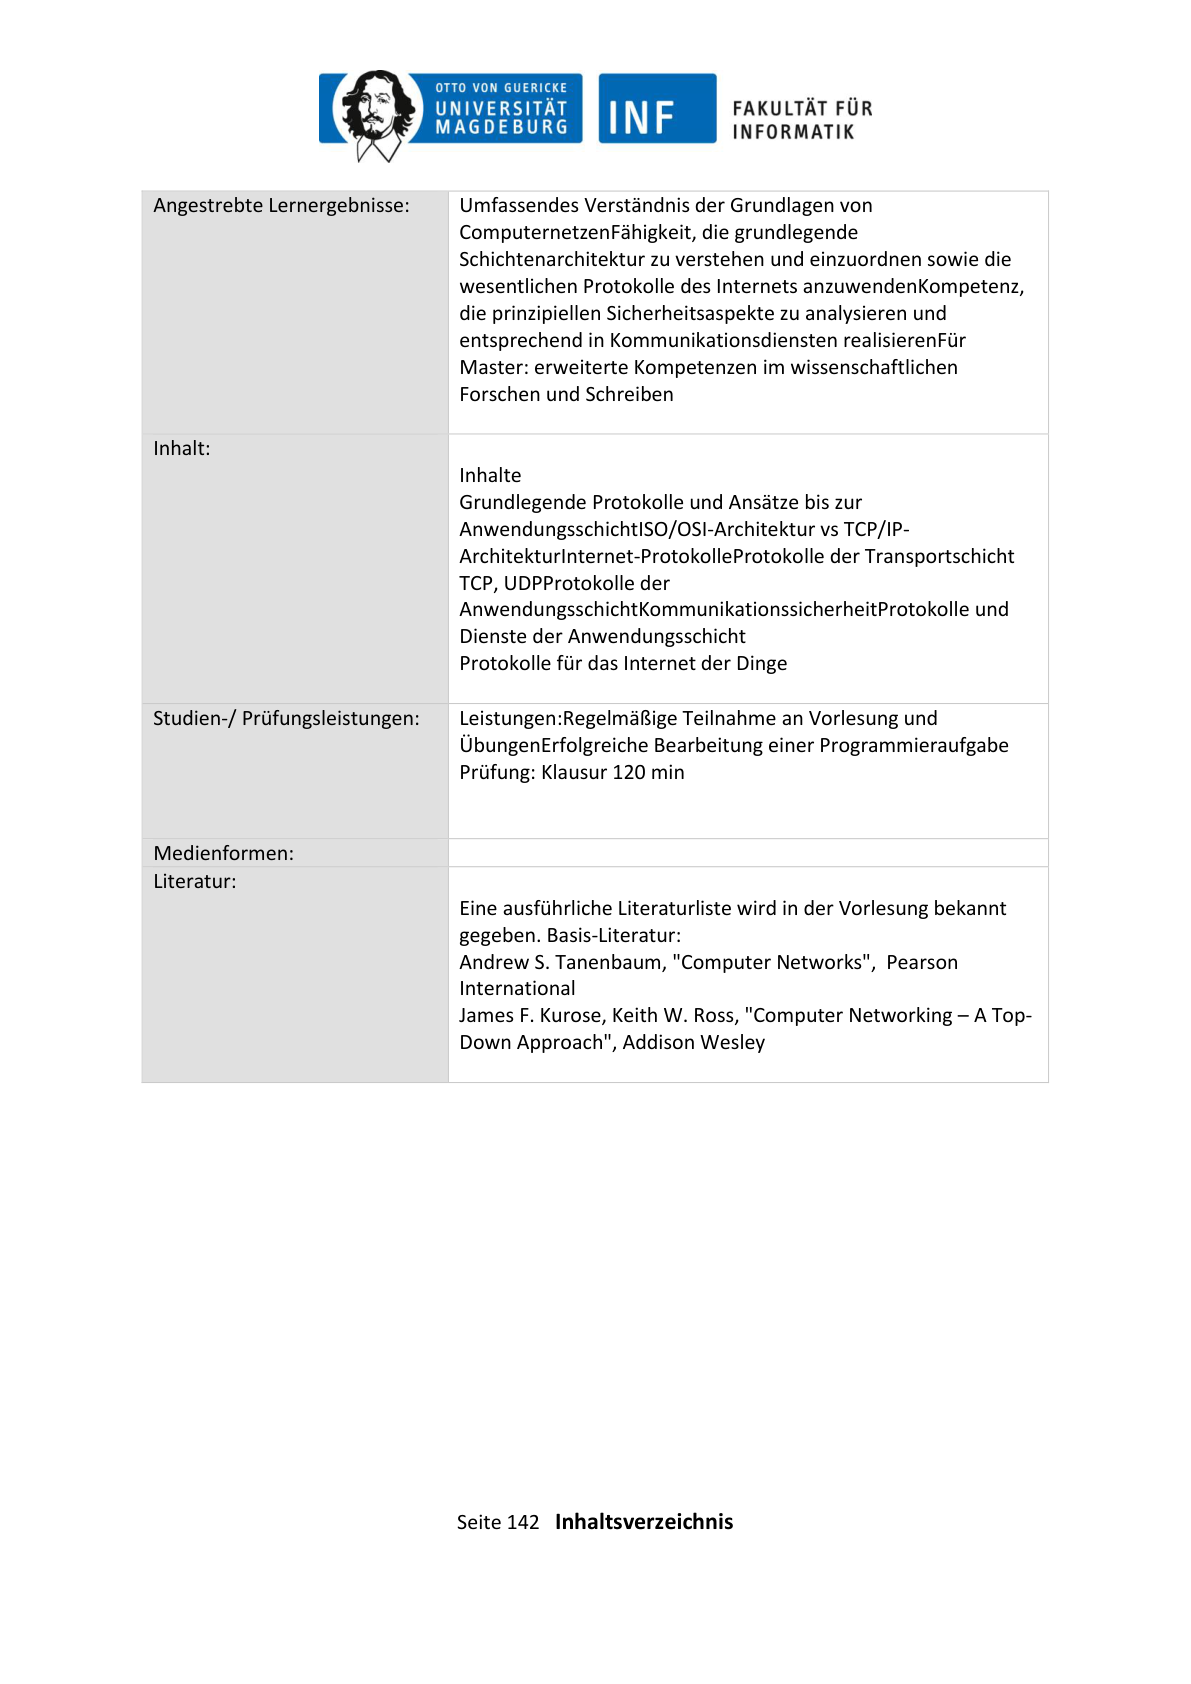 OTTO VON GUERICKE
UNIVERSITÄT
MAGDEBURG
INF
FAKULTÄT FÜR
INFORMATIK
Angestrebte Lernergebnisse:
Umfassendes Verständnis der Grundlagen von
ComputernetzenFähigkeit, die grundlegende
Schichtenarchitektur zu verstehen und einzuordnen sowie die
wesentlichen Protokolle des Internets anzuwendenKompetenz,
die prinzipiellen Sicherheitsaspekte zu analysieren und
entsprechend in Kommunikationsdiensten realisierenFür
Master: erweiterte Kompetenzen im wissenschaftlichen
Forschen und Schreiben
Inhalt:
Inhalte
Grundlegende Protokolle und Ansätze bis zur
AnwendungsschichtISO/OSI-Architektur vs TCP/IP-
ArchitekturInternet-ProtokolleProtokolle der Transportschicht
TCP, UDPProtokolle der
AnwendungsschichtKommunikationssicherheitProtokolle und
Dienste der Anwendungsschicht
Protokolle für das Internet der Dinge
Studien-/ Prüfungsleistungen:
Leistungen:Regelmäßige Teilnahme an Vorlesung und
ÜbungenErfolgreiche Bearbeitung einer Programmieraufgabe
Prüfung: Klausur 120 min
Medienformen:
Literatur:
Eine ausführliche Literaturliste wird in der Vorlesung bekannt
gegeben. Basis-Literatur:
Andrew S. Tanenbaum, "Computer Networks",  Pearson
International
James F. Kurose, Keith W. Ross, "Computer Networking – A Top-
Down Approach", Addison Wesley
Seite 142   Inhaltsverzeichnis